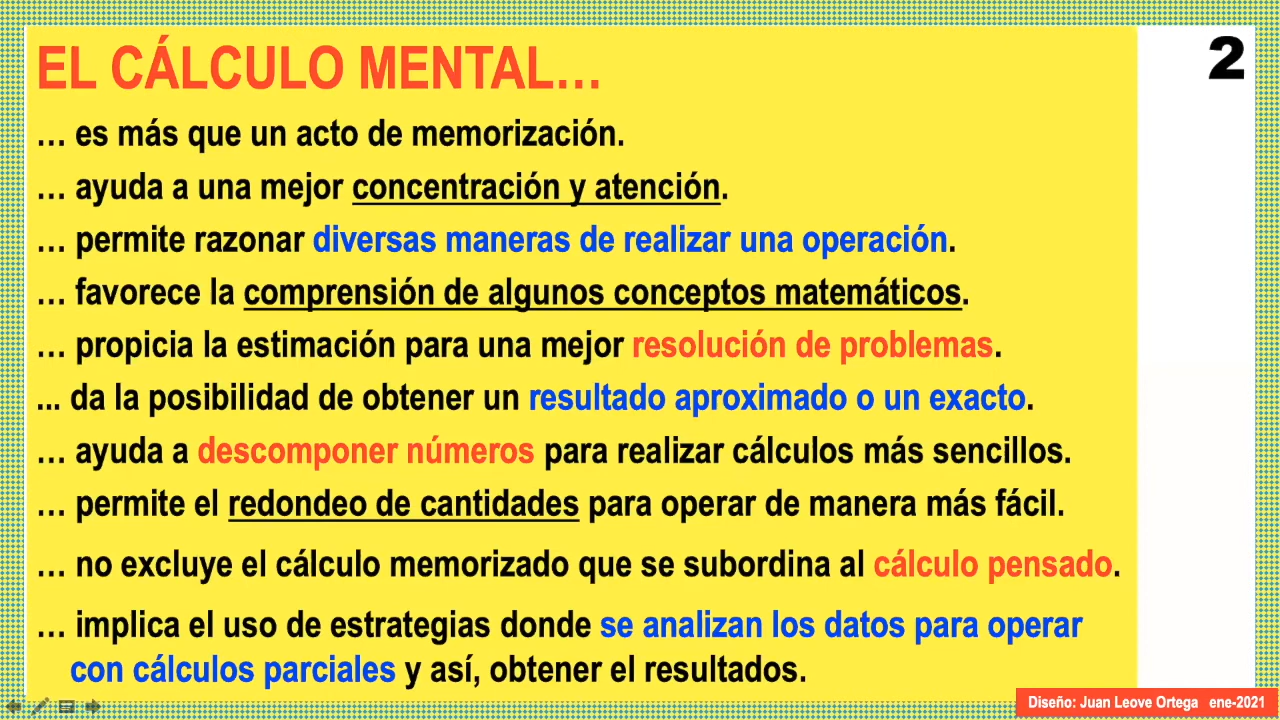 EL CÁLCULO MENTAL…
2
… es más que un acto de memorización.
… ayuda a una mejor concentración y atención.
… permite razonar diversas maneras de realizar una operación.
… favorece la comprensión de algunos conceptos matemáticos.
… propicia la estimación para una mejor resolución de problemas.
... da la posibilidad de obtener un resultado aproximado o un exacto.
… ayuda a descomponer números para realizar cálculos más sencillos.
… permite el redondeo de cantidades para operar de manera más fácil.
… no excluye el cálculo memorizado que se subordina al cálculo pensado.
… implica el uso de estrategias donde se analizan los datos para operar
con cálculos parciales y así, obtener el resultados.
Diseño: Juan Leove Ortega ene-2021